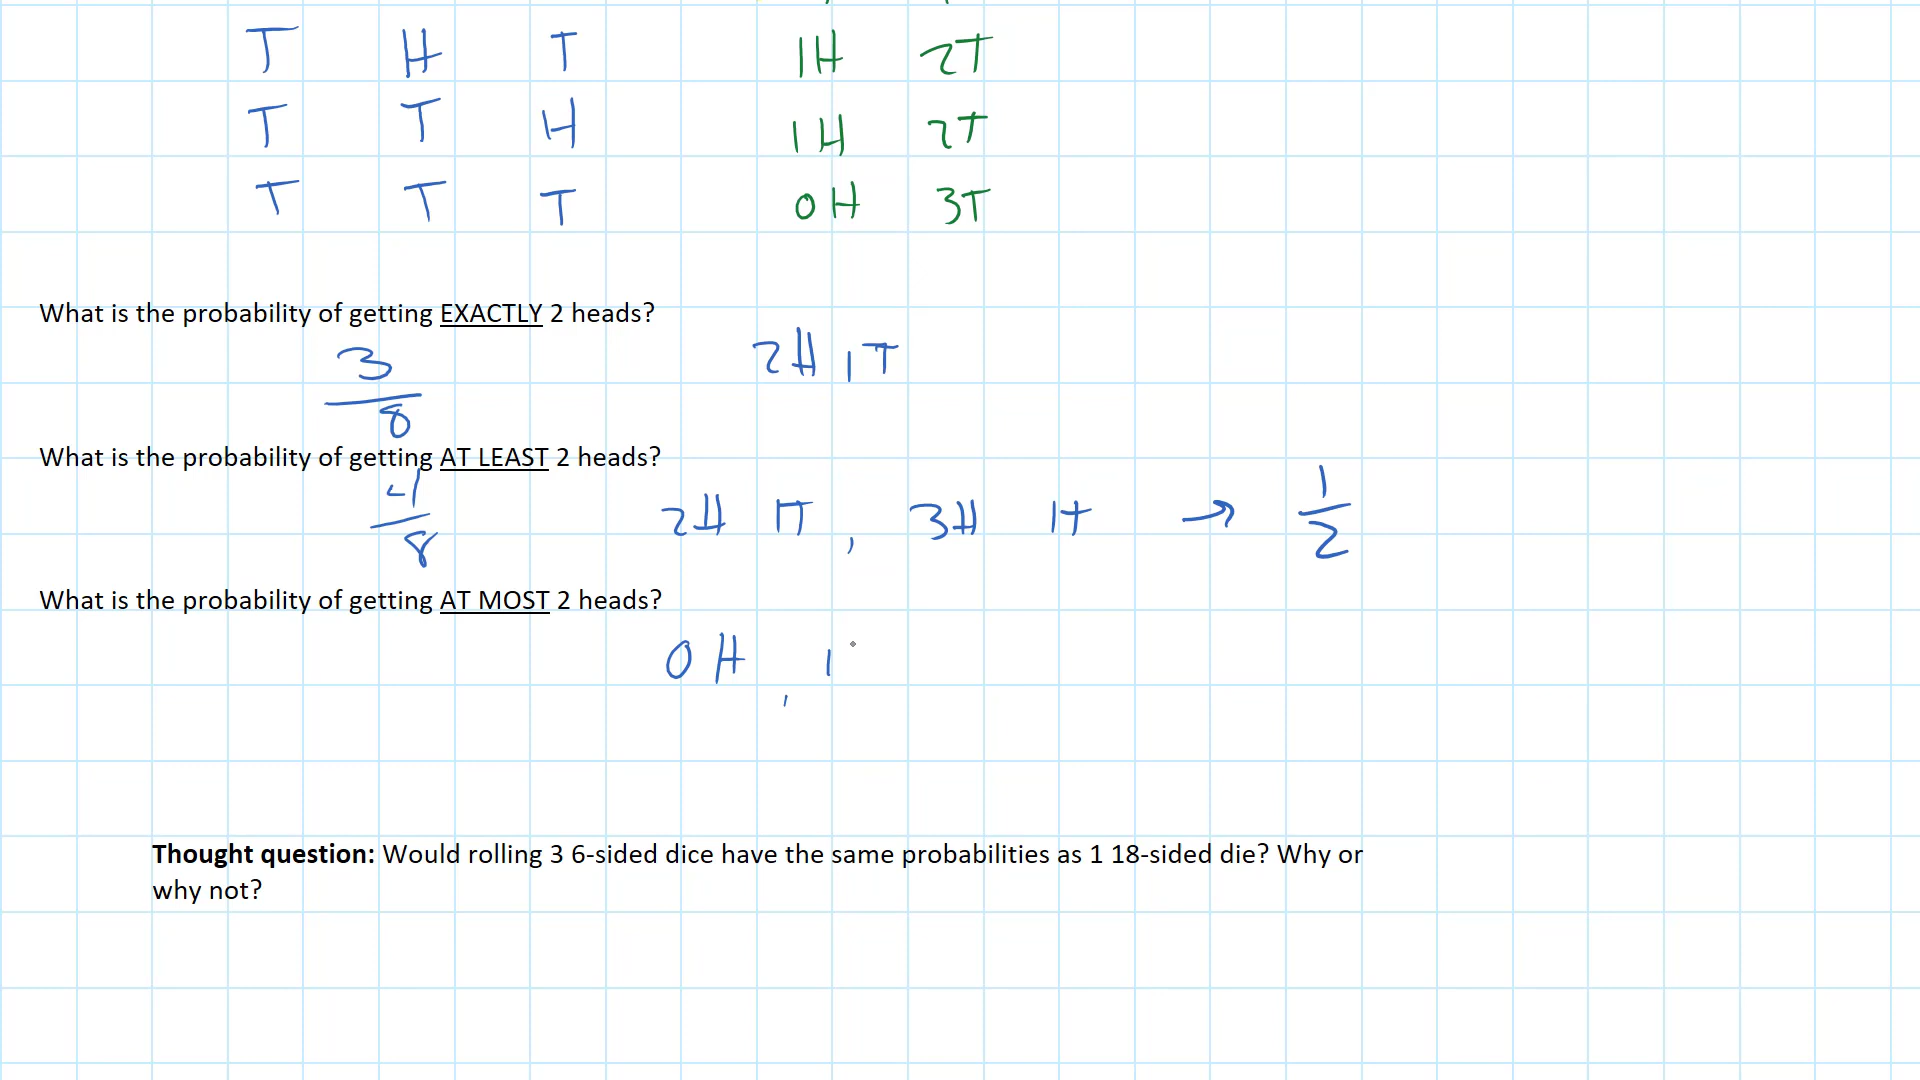 T H T 1H 2T
T T H 1H 2T
T T T 0H 3T
What is the probability of getting EXACTLY 2 heads?
3/8 2H 1T
What is the probability of getting AT LEAST 2 heads?
4/8 2H 1T , 3H 1t → 1/2
What is the probability of getting AT MOST 2 heads?
0H , 1
Thought question: Would rolling 3 6-sided dice have the same probabilities as 1 18-sided die? Why or
why not?